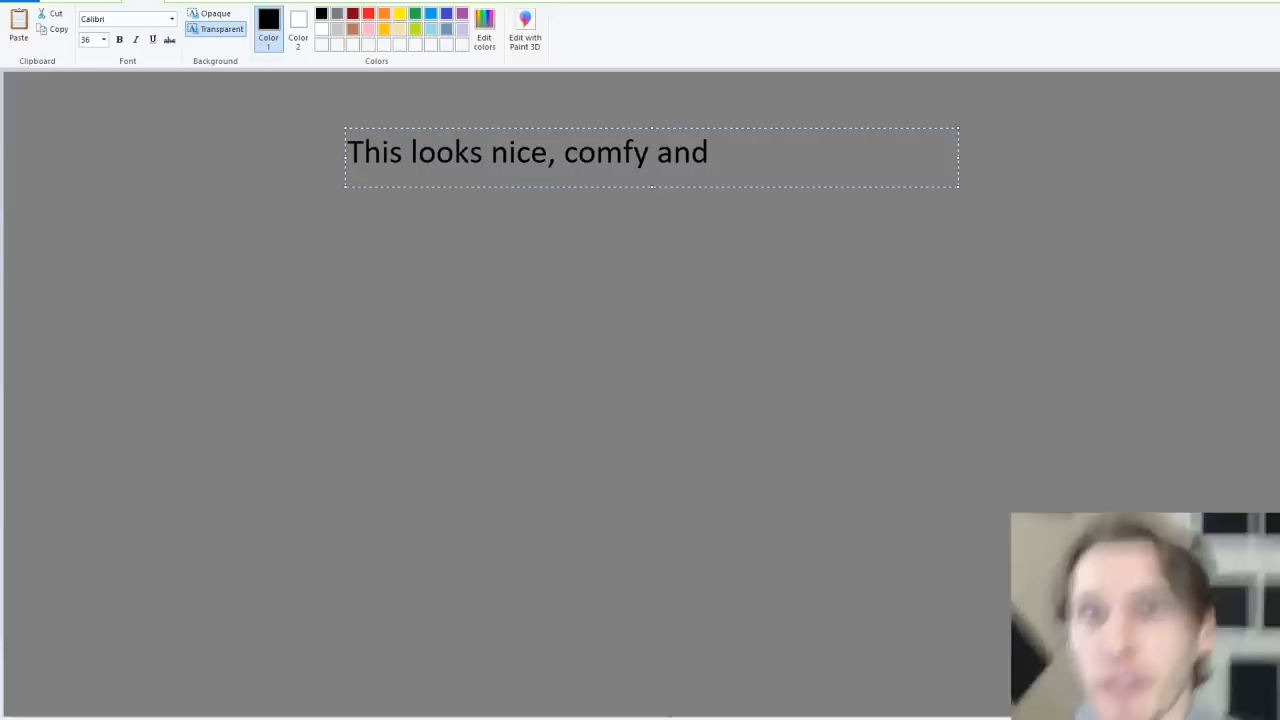 Paste
Cut
Copy
Clipboard
Calibri
36
B I U abc
Font
Opaque
Transparent
Background
Color 1
Color 2
Edit colors
Colors
Edit with Paint 3D
This looks nice, comfy and